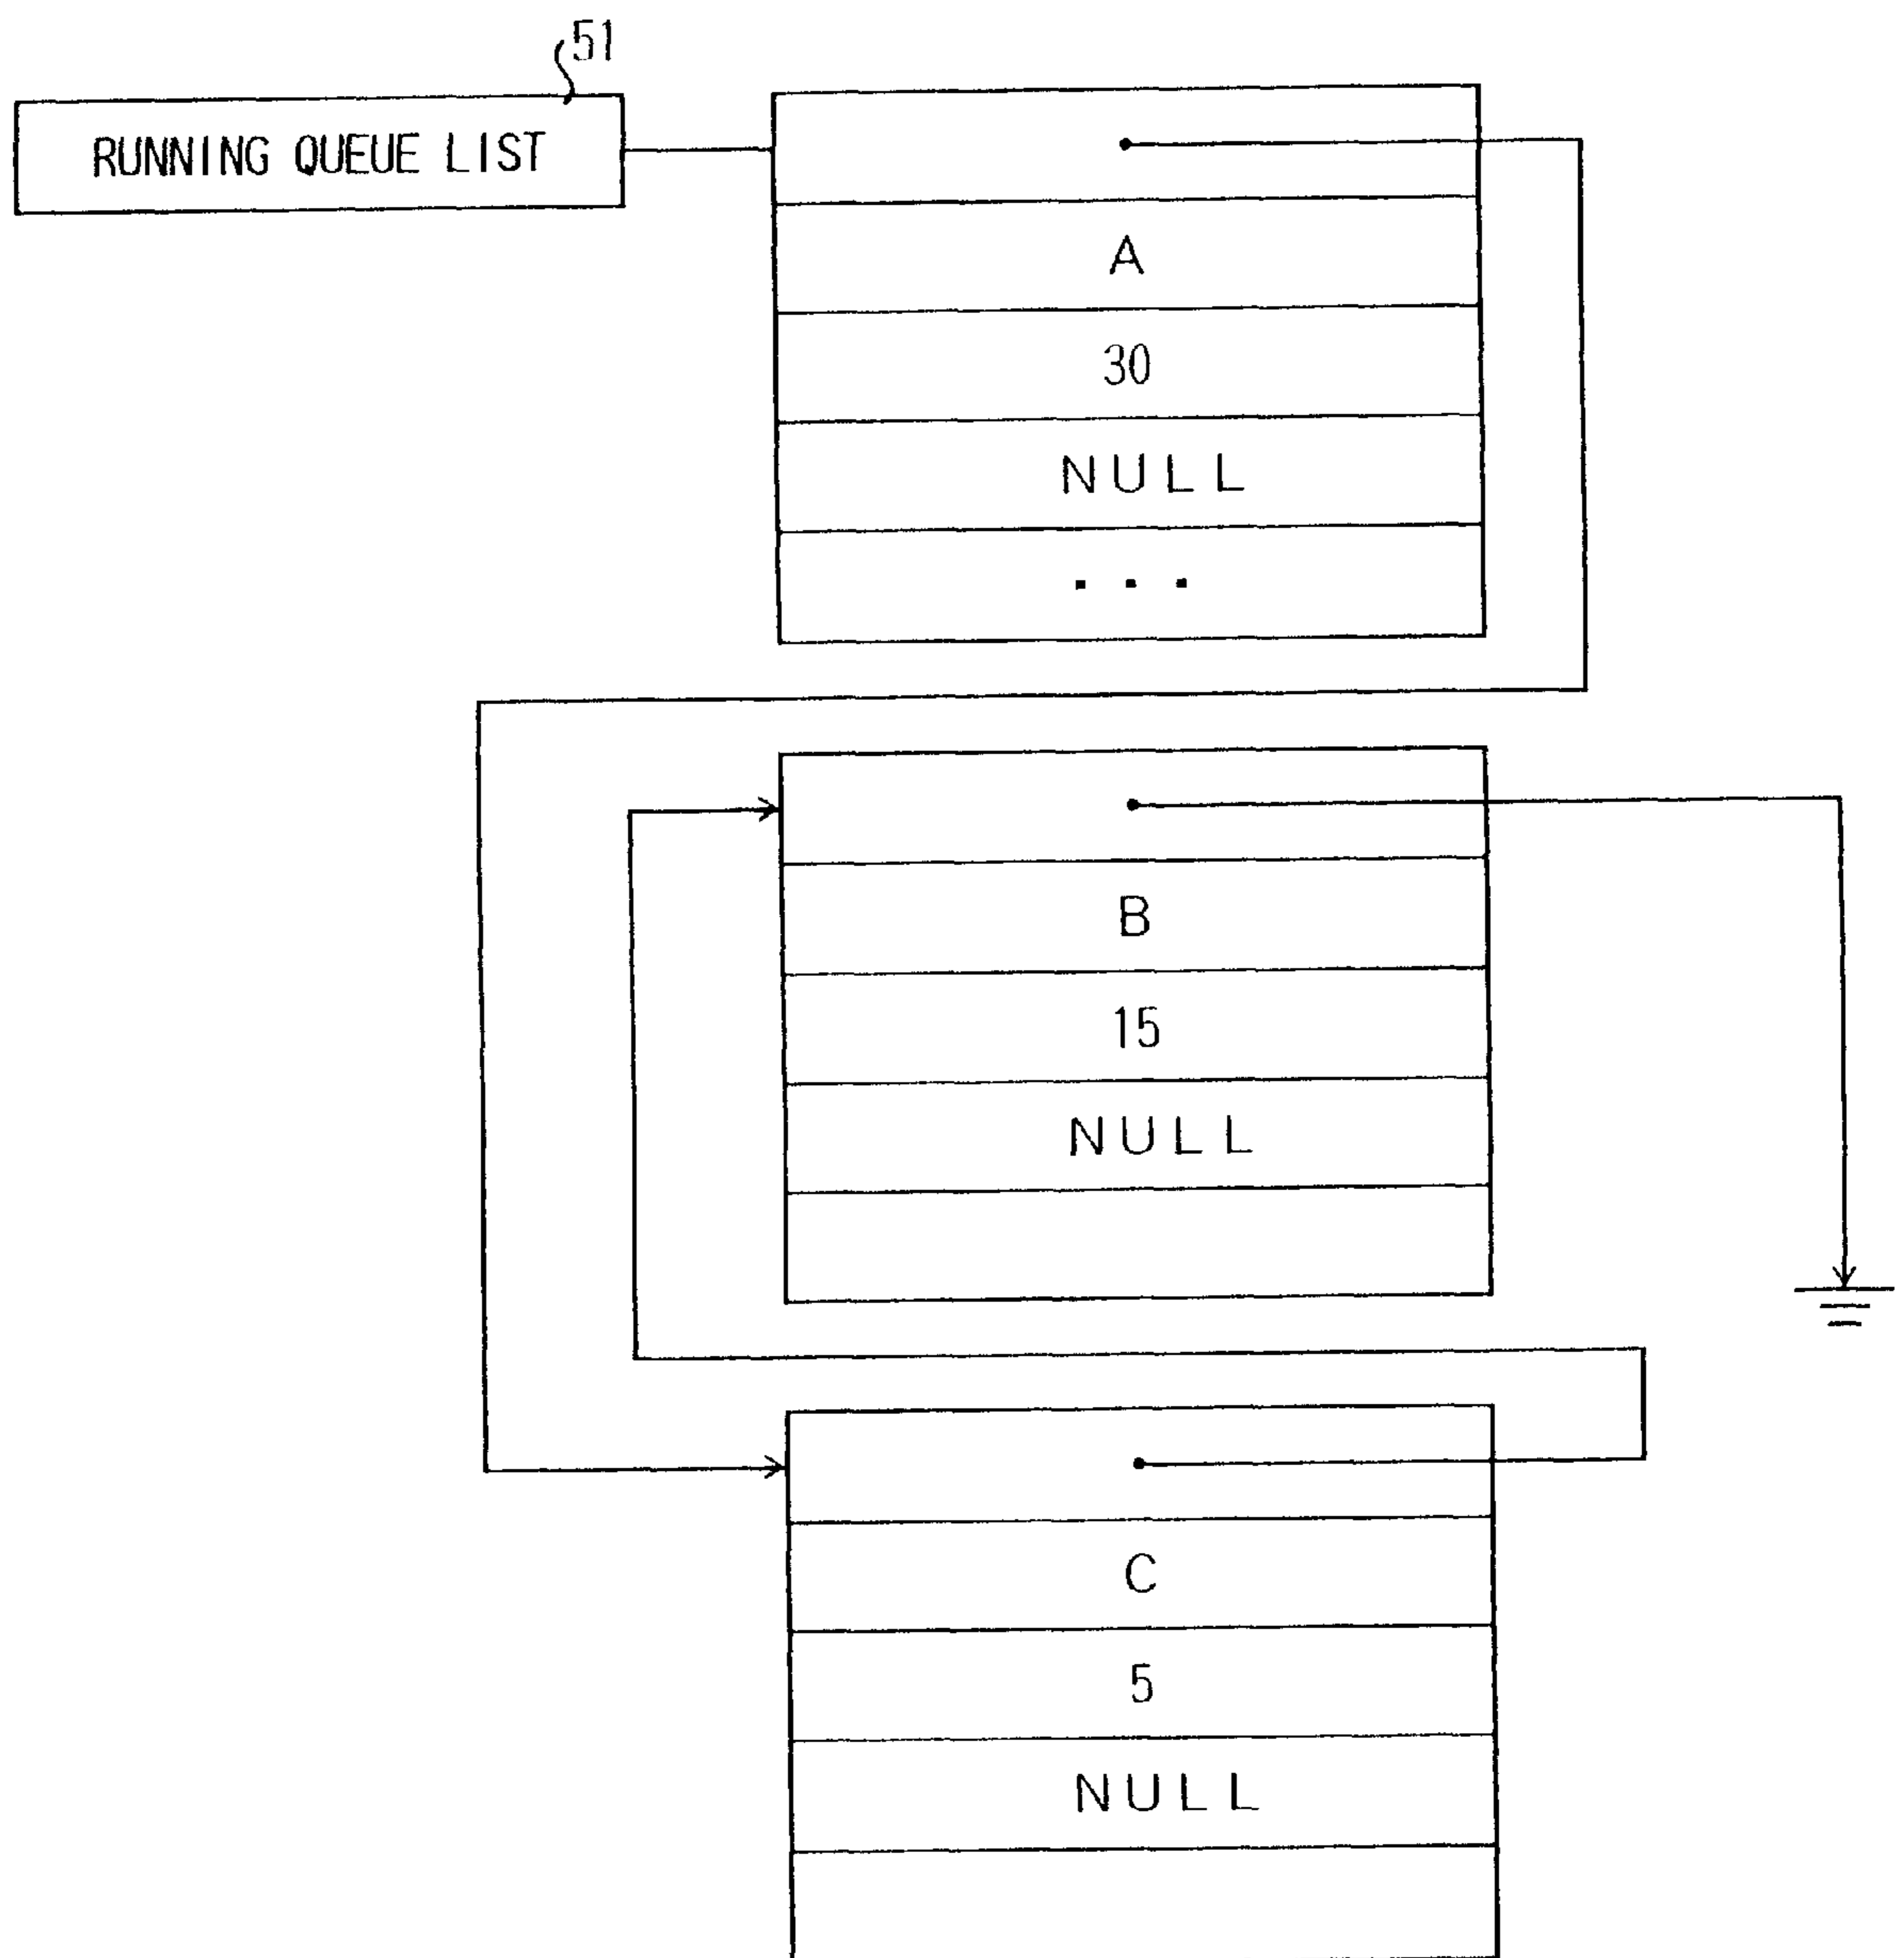 51
RUNNING QUEUE LIST
A
30
NULL
. . .
B
15
NULL
C
5
NULL